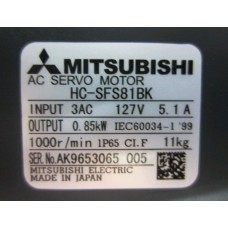 MITSUBISHI
AC SERVO MOTOR
HC-SFS81BK
INPUT 3AC 127V 5.1A
OUTPUT 0.85kW IEC60034-1 '99
1000r/min IP65 CI.F 11kg
SER.No.AK9653065 005
MITSUBISHI ELECTRIC
MADE IN JAPAN